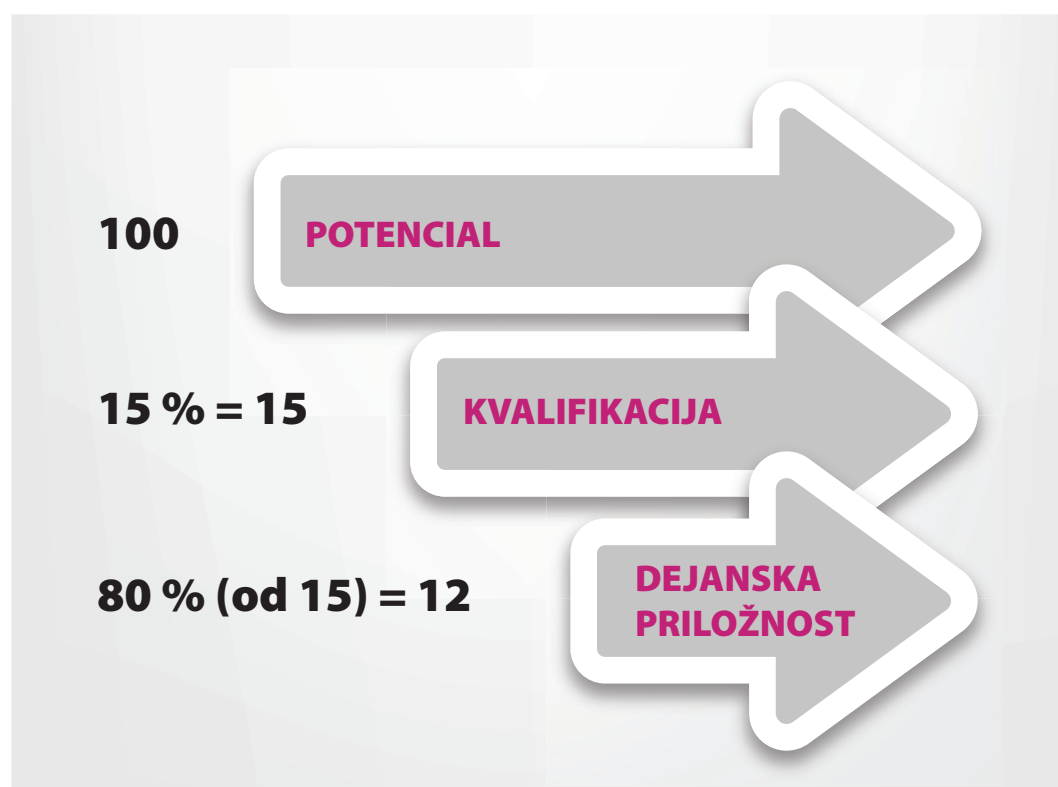 100
POTENCIAL
15 % = 15
KVALIFIKACIJA
80 % (od 15) = 12
DEJANSKA
PRILOŽNOST